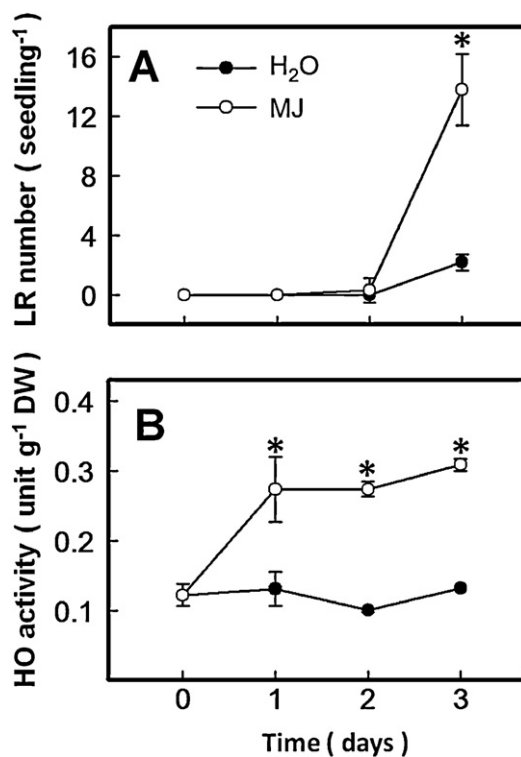 LR number ( seedling⁻¹ )
16
12
8
4
0
A
H₂O
MJ
*
HO activity ( unit g⁻¹ DW )
0.4
0.3
0.2
0.1
B
* * *
0 1 2 3
Time ( days )